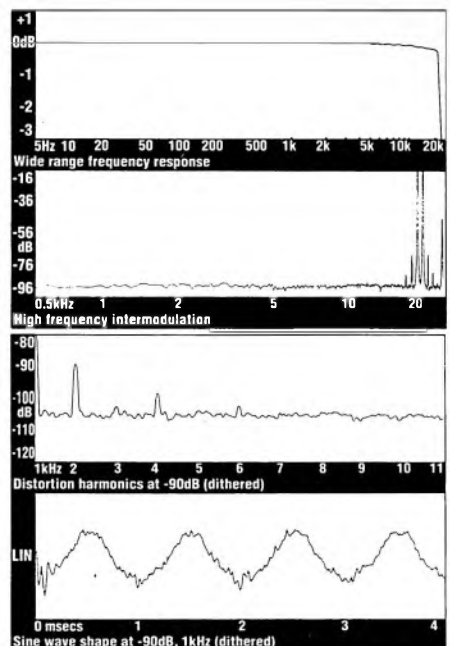 +1
0dB
-1
-2
-3
5Hz 10 20 50 100 200 500 1k 2k 5k 10k 20k
Wide range frequency response
-16
-36
-56
dB
-76
-96
0.5kHz 1 2 5 10 20
High frequency intermodulation
-80
-90
-100
dB
-110
-120
1kHz 2 3 4 5 6 7 8 9 10 11
Distortion harmonics at -90dB (dithered)
LIN
0 msecs 1 2 3 4
Sine wave shape at -90dB, 1kHz (dithered)